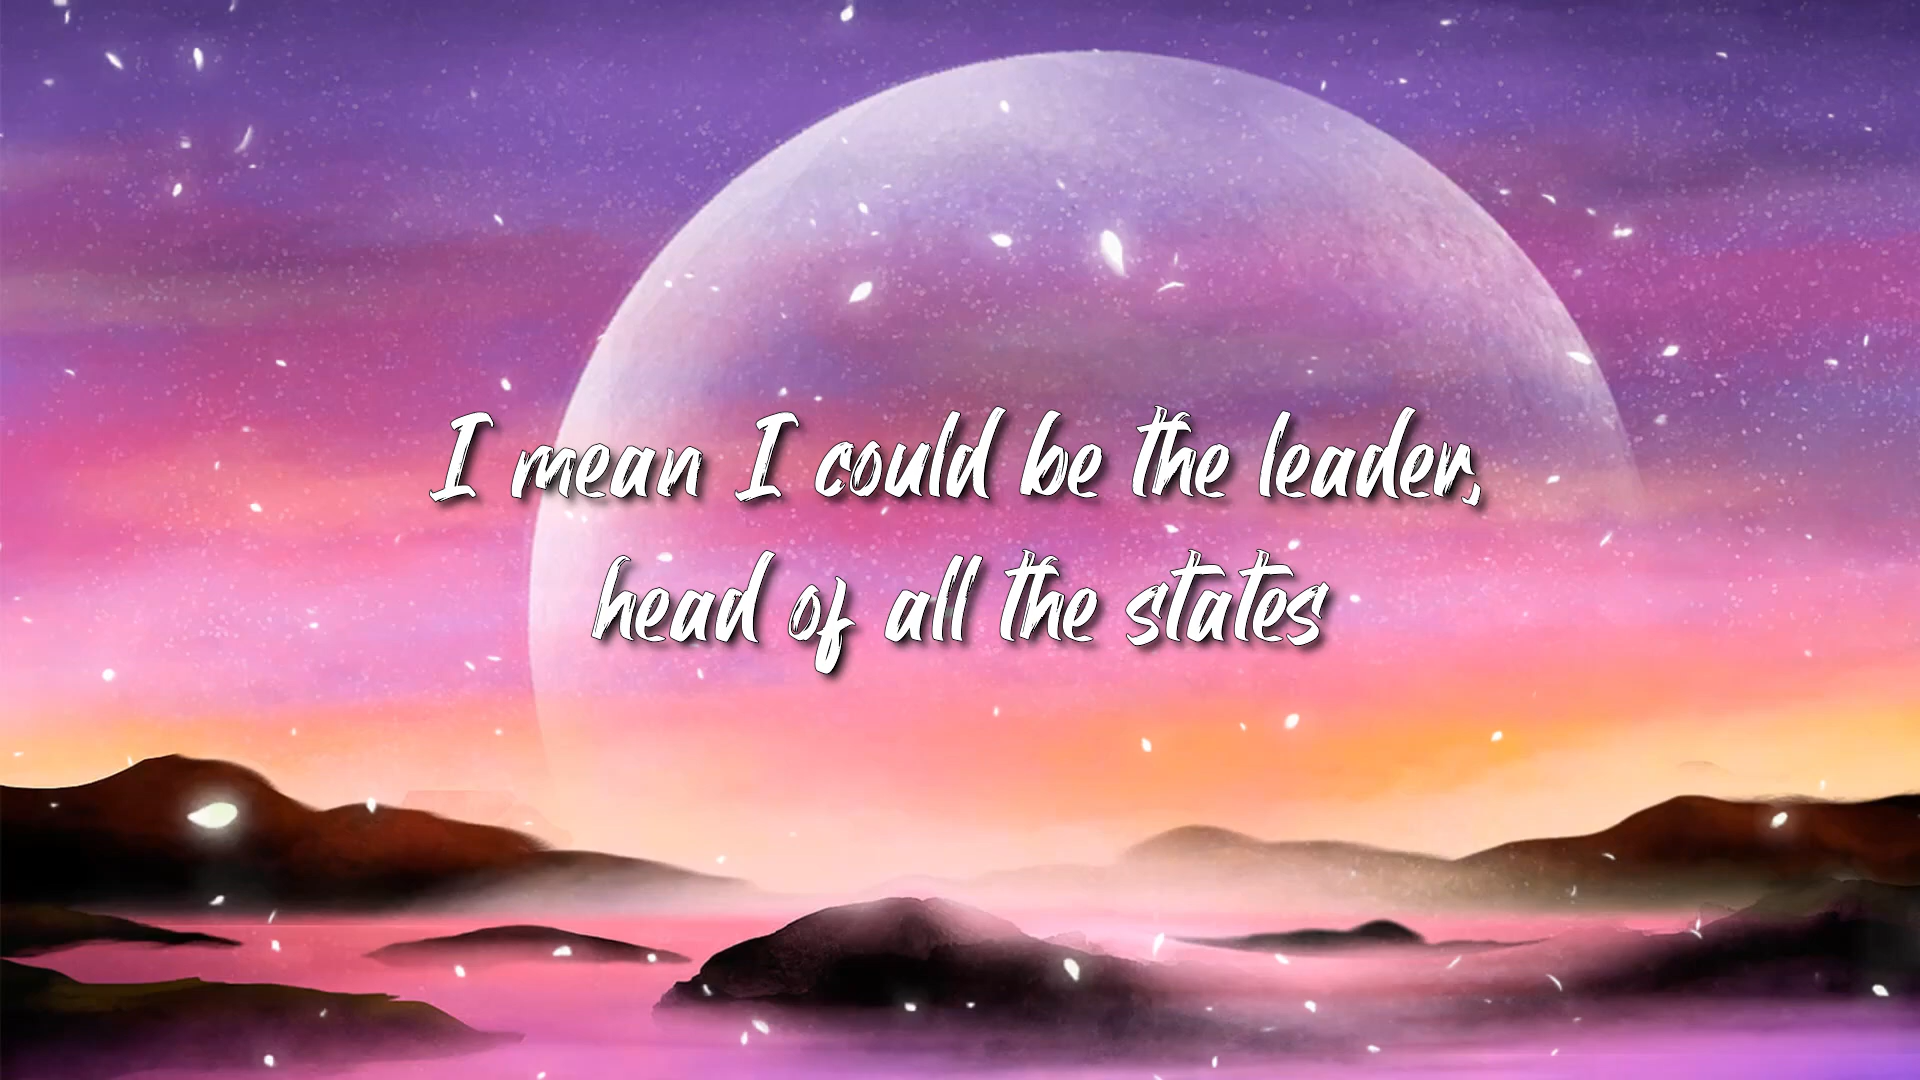 I mean I could be the leader,
head of all the states